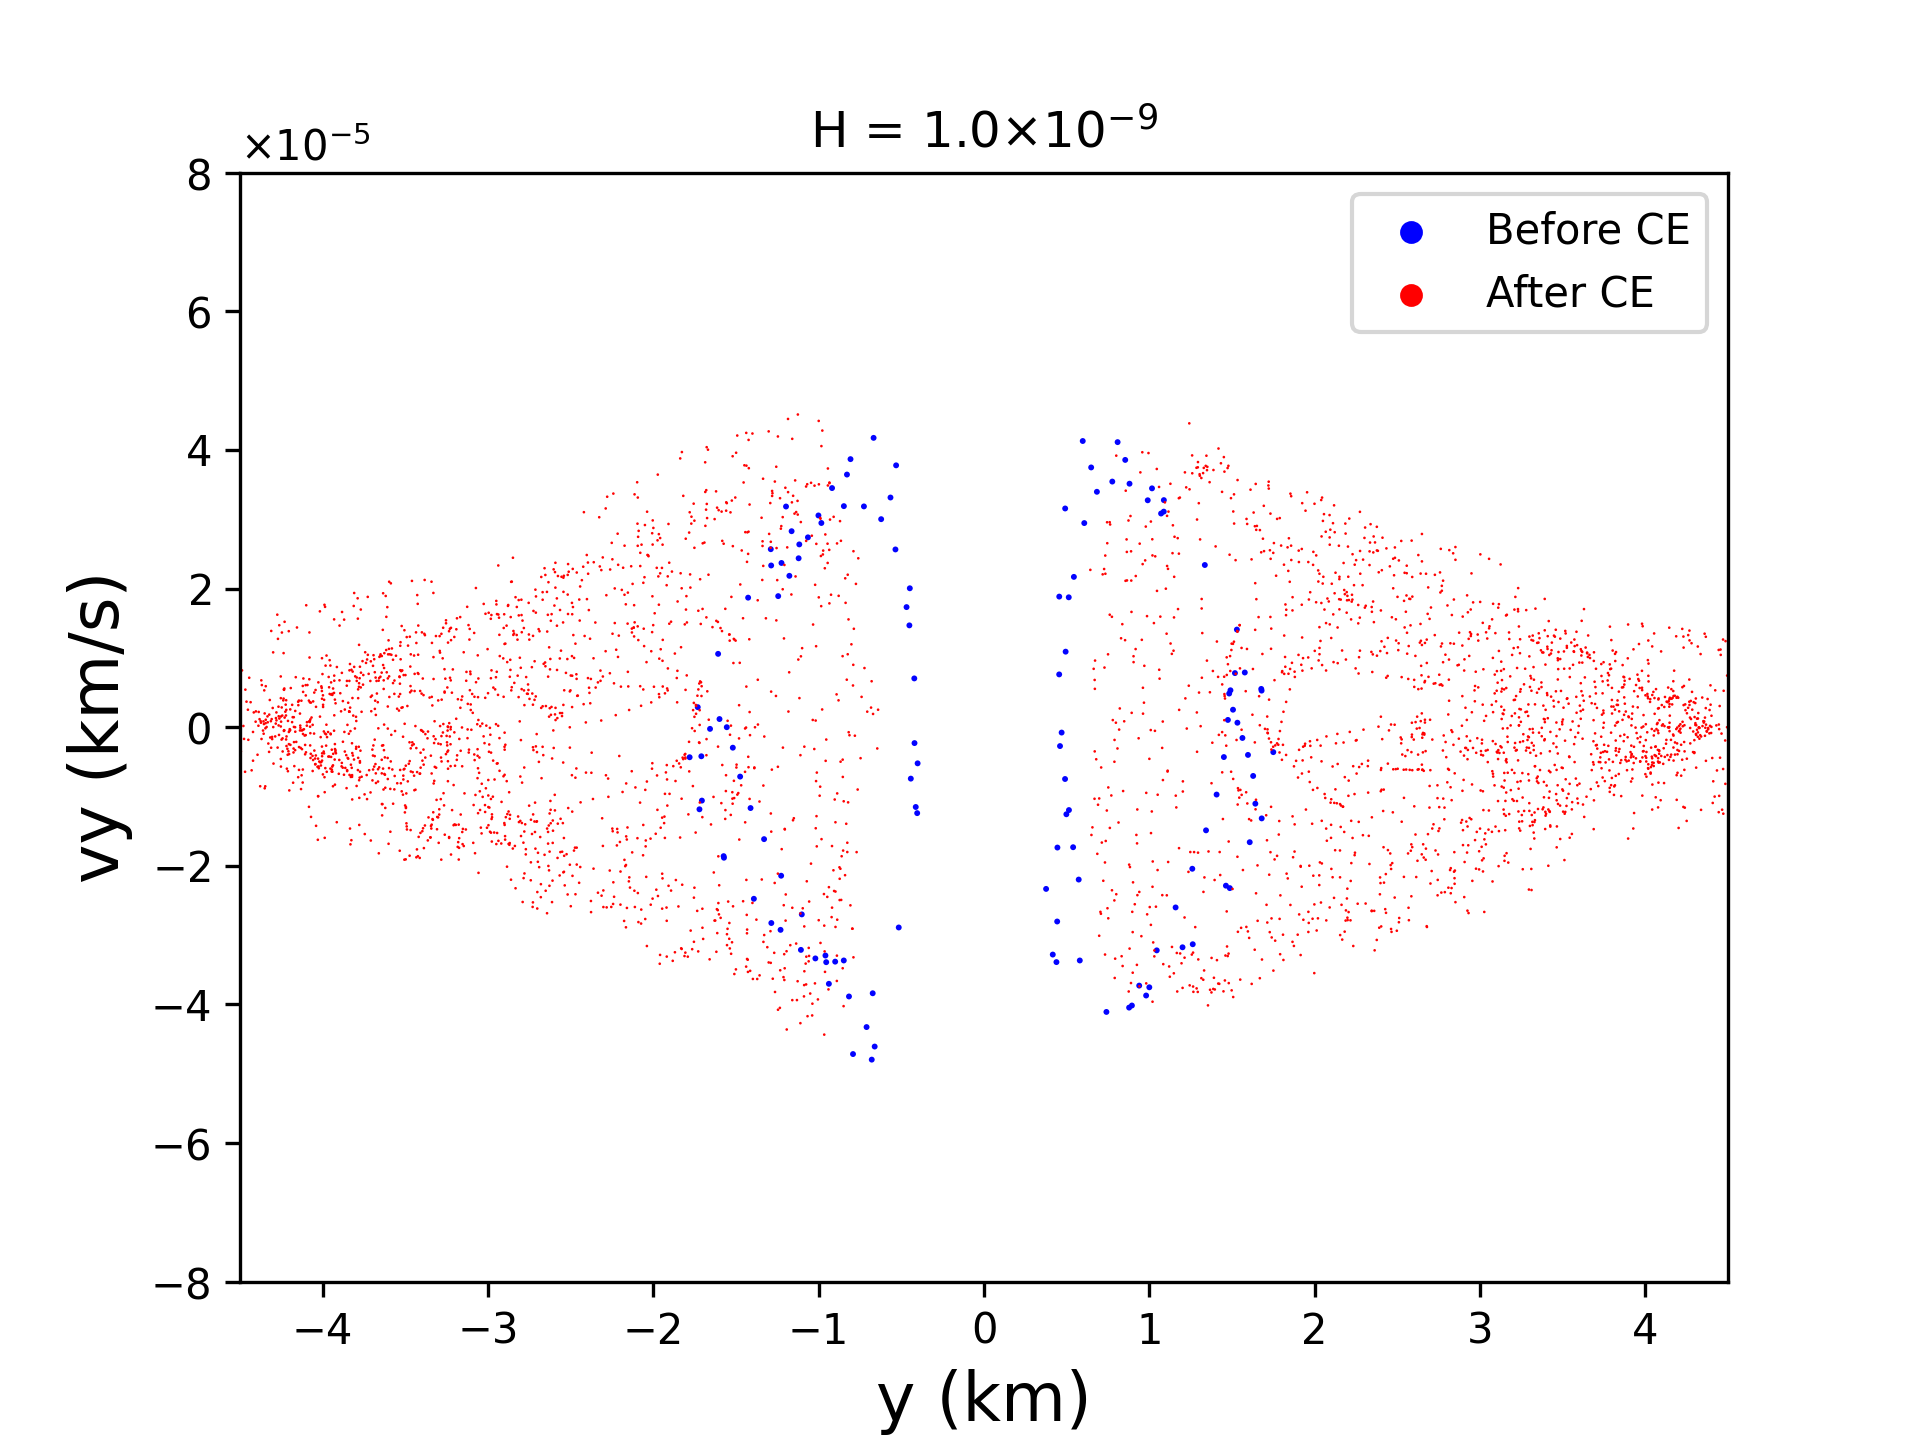 H = 1.0×10⁻⁹
×10⁻⁵
8
6
4
2
0
−2
−4
−6
−8
vy (km/s)
Before CE
After CE
−4 −3 −2 −1 0 1 2 3 4
y (km)